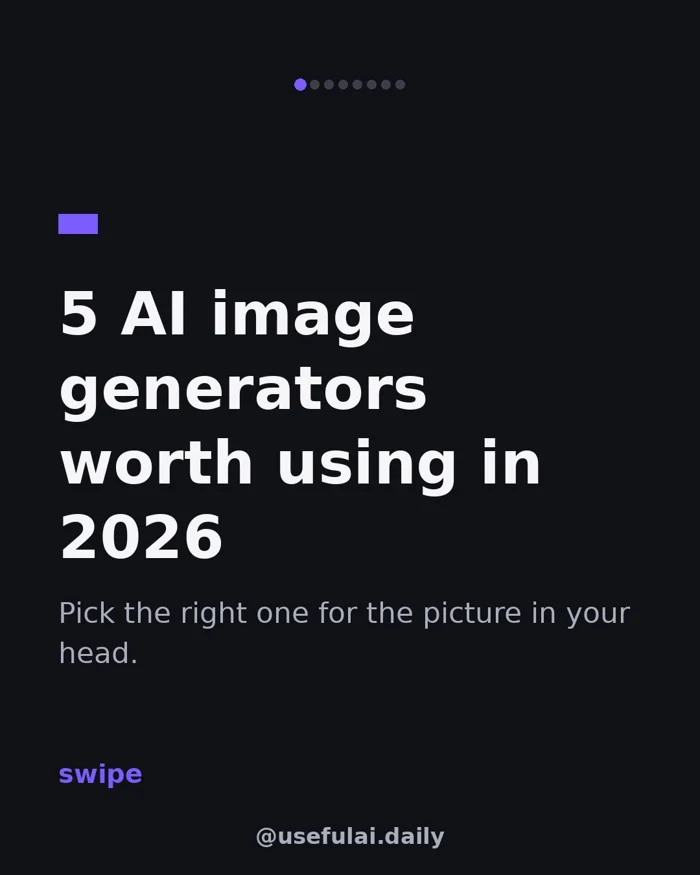 5 AI image
generators
worth using in
2026
Pick the right one for the picture in your
head.
swipe
@usefulai.daily